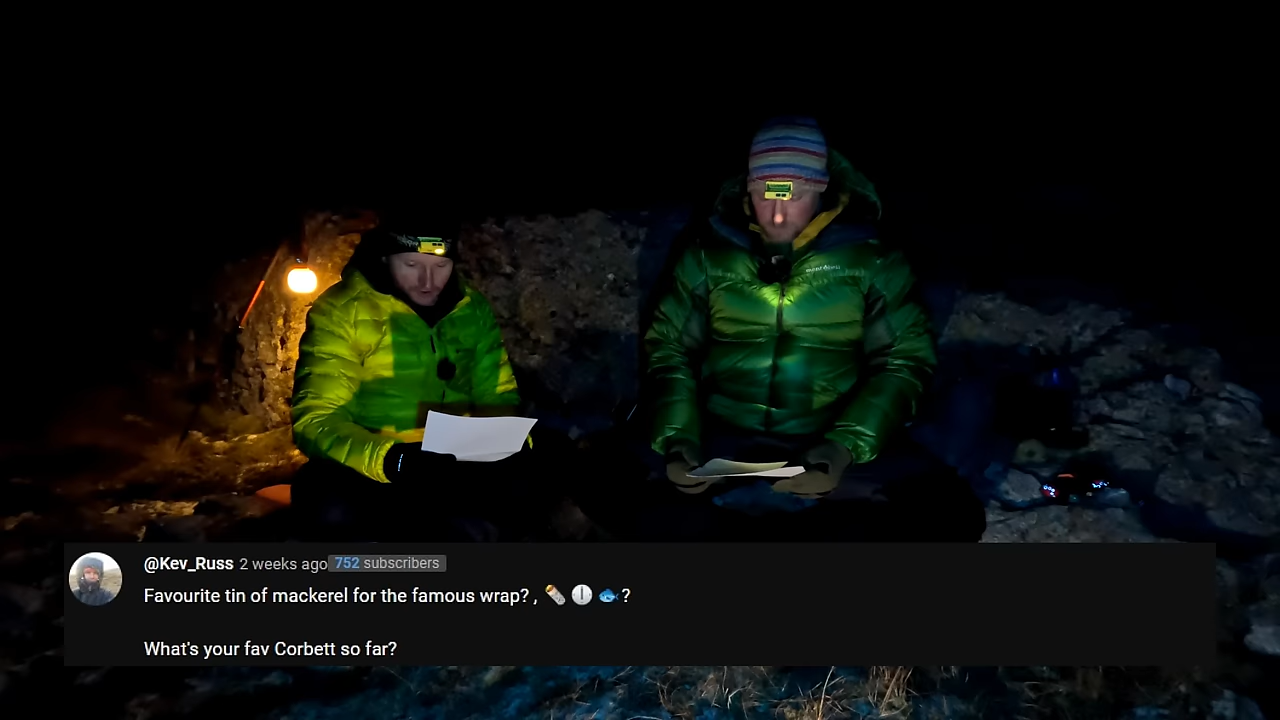 @Kev_Russ 2 weeks ago 752 subscribers
Favourite tin of mackerel for the famous wrap? , 🌯 🕛 🐟 ?
What's your fav Corbett so far?